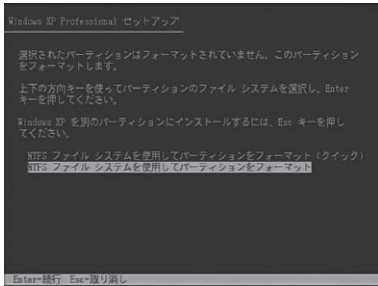 Windows XP Professional セットアップ
選択されたパーティションはフォーマットされていません。このパーティション
をフォーマットします。
上下の方向キーを使ってパーティションのファイル システムを選択し、Enter
キーを押してください。
Windows XP を別のパーティションにインストールするには、Esc キーを押し
てください。
NTFS ファイル システムを使用してパーティションをフォーマット (クイック)
NTFS ファイル システムを使用してパーティションをフォーマット
Enter=続行 Esc=取り消し